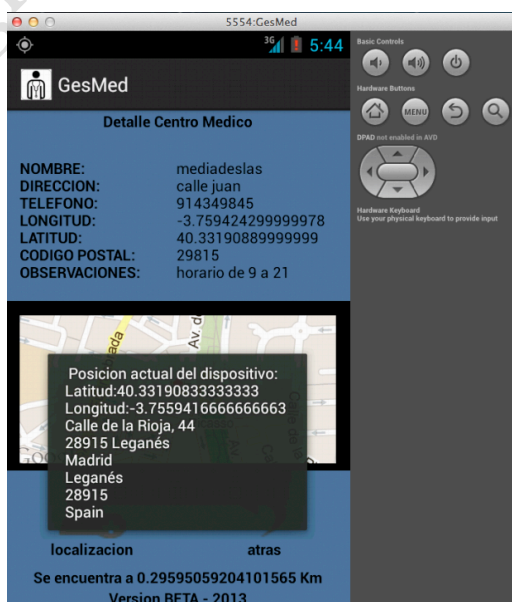 5554:GesMed
3G 5:44
GesMed
Detalle Centro Medico
NOMBRE: mediadeslas
DIRECCION: calle juan
TELEFONO: 914349845
LONGITUD: -3.759424299999978
LATITUD: 40.33190889999999
CODIGO POSTAL: 29815
OBSERVACIONES: horario de 9 a 21
Av. d
Posicion actual del dispositivo:
Latitud:40.33190833333333
Longitud:-3.7559416666666663
Calle de la Rioja, 44
28915 Leganés
Madrid
Leganés
28915
Spain
localizacion atras
Se encuentra a 0.29595059204101565 Km
Version BETA - 2013
Basic Controls
Hardware Buttons
MENU
DPAD not enabled in AVD
Hardware Keyboard
Use your physical keyboard to provide input